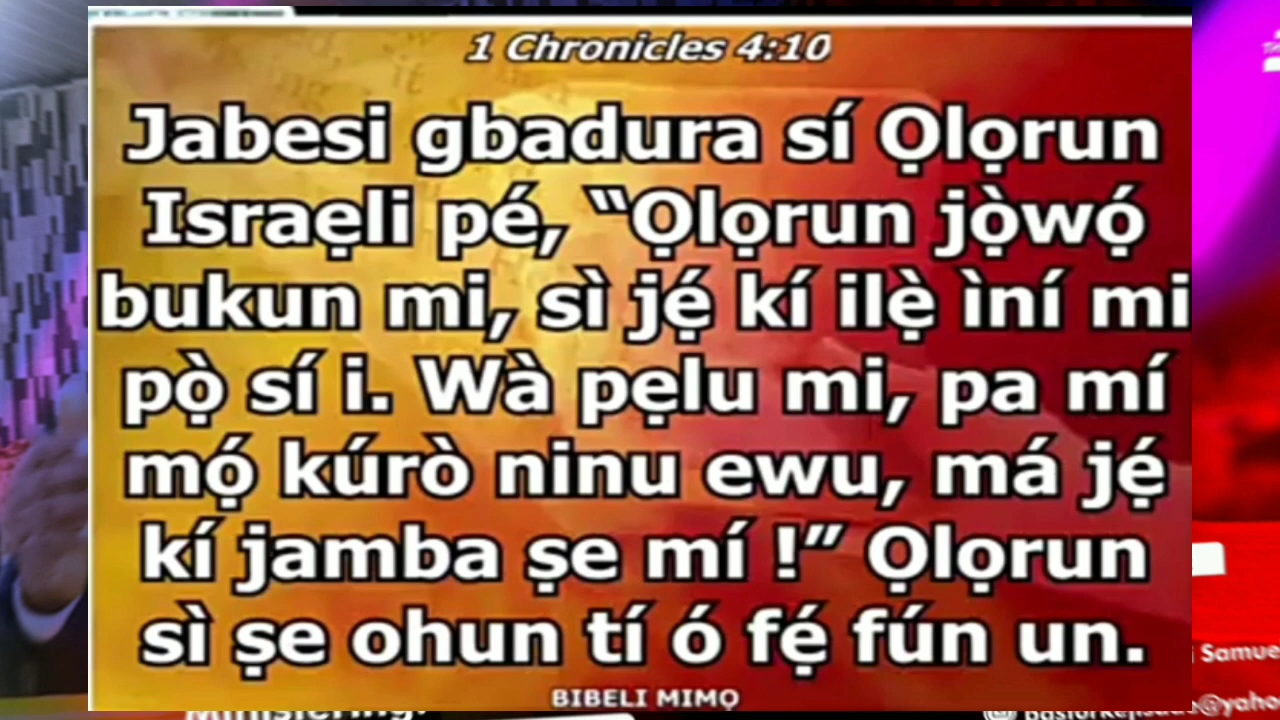 1 Chronicles 4:10
Jabesi gbadura sí Ọlọrun
Israẹli pé, “Ọlọrun jọ̀wọ́
bukun mi, sì jẹ́ kí ilẹ̀ ìní mi
pọ̀ sí i. Wà pẹlu mi, pa mí
mọ́ kúrò ninu ewu, má jẹ́
kí jamba ṣe mí !” Ọlọrun
sì ṣe ohun tí ó fẹ́ fún un.
BIBELI MIMỌ
Ministering: